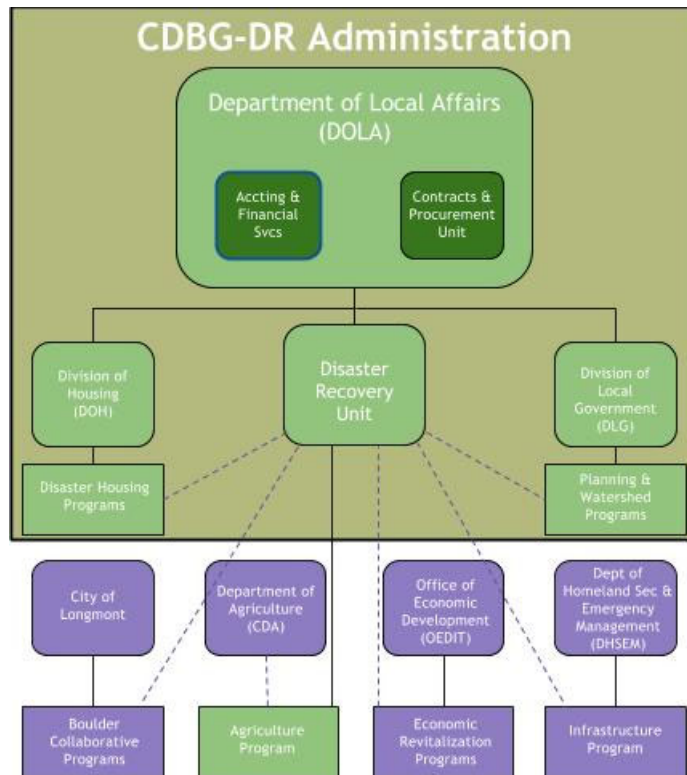 CDBG-DR Administration
Department of Local Affairs
(DOLA)
Accting &
Financial
Svcs
Contracts &
Procurement
Unit
Division of
Housing
(DOH)
Disaster
Recovery
Unit
Division of
Local
Government
(DLG)
Disaster Housing
Programs
Planning &
Watershed
Programs
City of
Longmont
Department of
Agriculture
(CDA)
Office of
Economic
Development
(OEDIT)
Dept of
Homeland Sec &
Emergency
Management
(DHSEM)
Boulder
Collaborative
Programs
Agriculture
Program
Economic
Revitalization
Programs
Infrastructure
Program